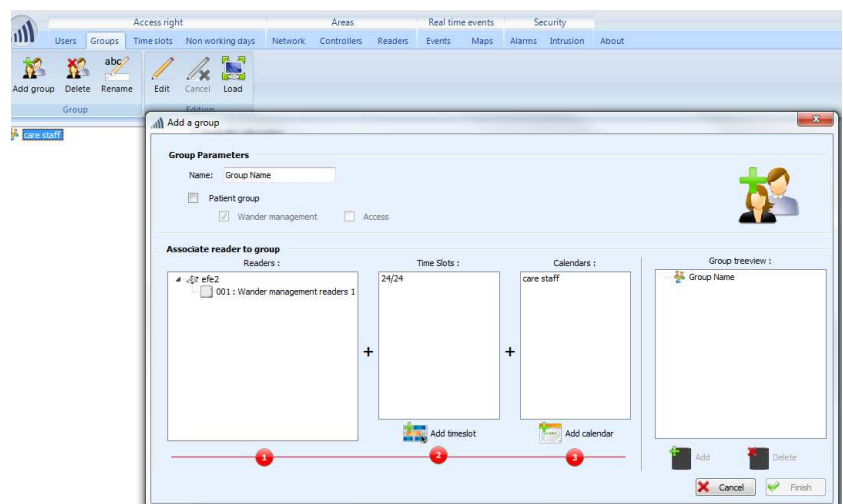 Access right Areas Real time events Security
Users Groups Time slots Non working days Network Controllers Readers Events Maps Alarms Intrusion About
abc
Add group Delete Rename Edit Cancel Load
Group Edition
care staff
Add a group
Group Parameters
Name: Group Name
Patient group
Wander management Access
Associate reader to group
Readers : Time Slots : Calendars : Group treeview :
efe2 24/24 care staff Group Name
001 : Wander management readers 1
+ +
Add timeslot Add calendar
1 2 3
Add Delete
Cancel Finish